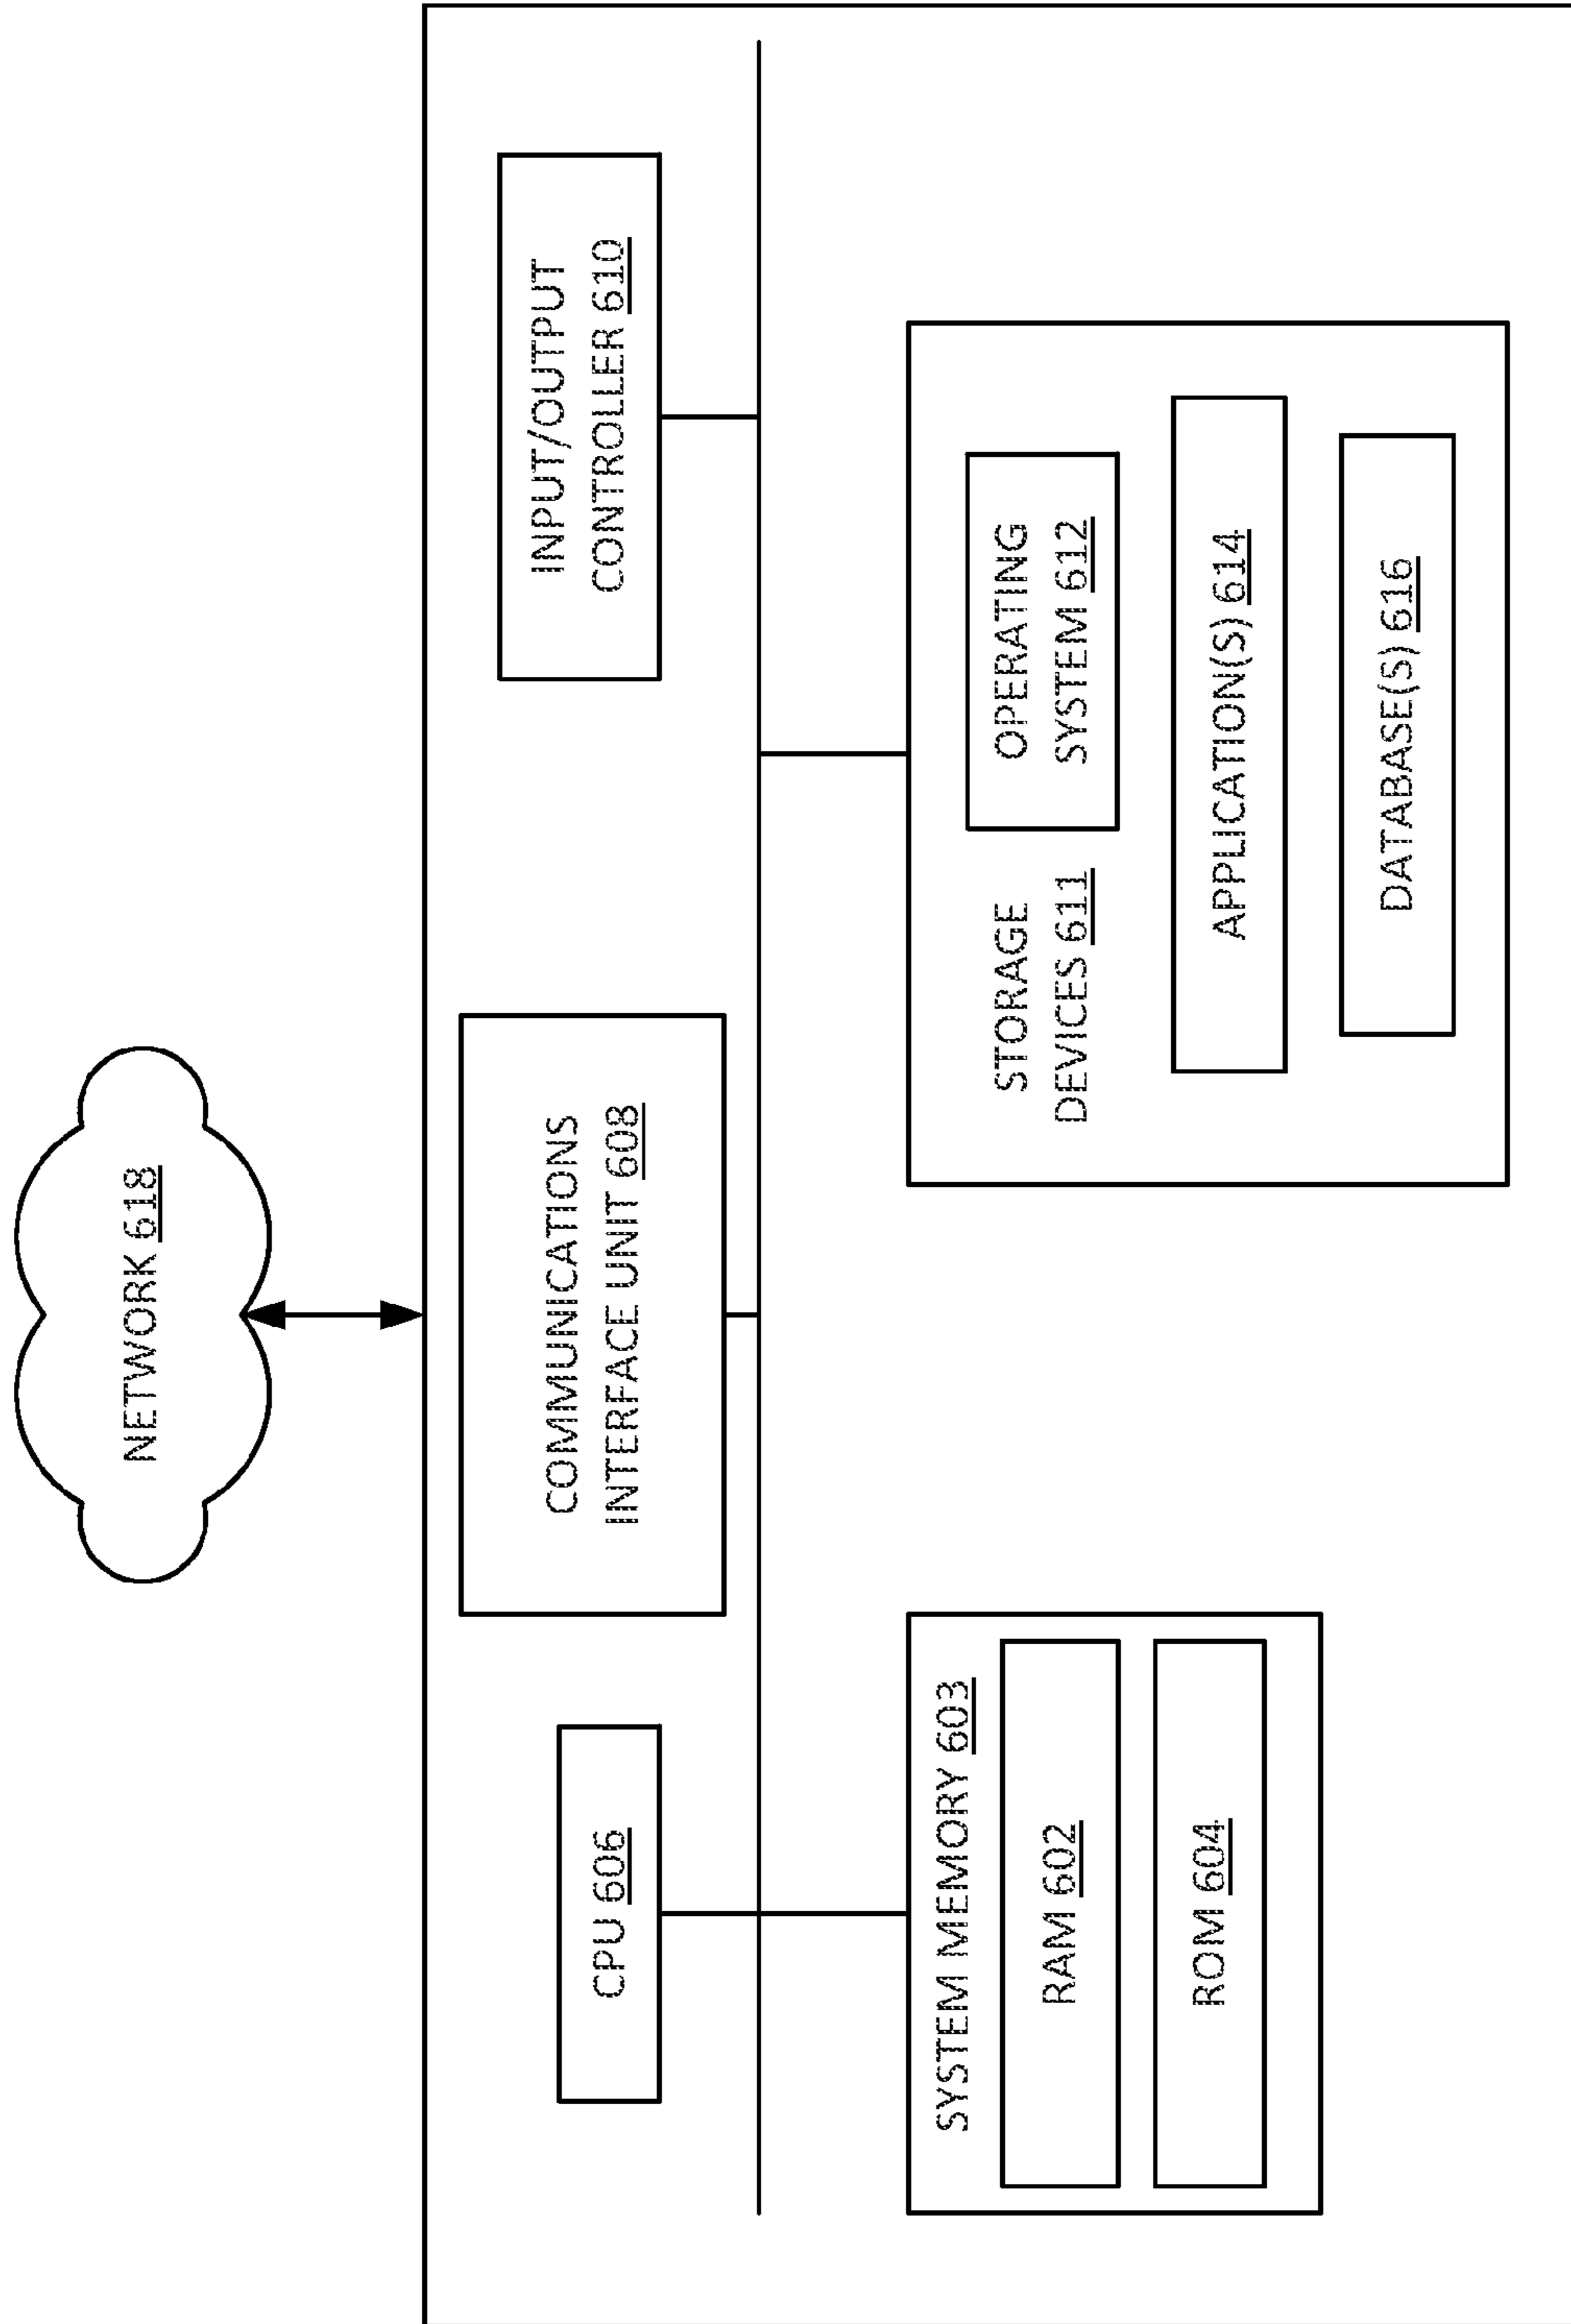 NETWORK 618
CPU 606
COMMUNICATIONS
INTERFACE UNIT 608
INPUT/OUTPUT
CONTROLLER 610
SYSTEM MEMORY 603
RAM 602
ROM 604
STORAGE
DEVICES 611
OPERATING
SYSTEM 612
APPLICATION(S) 614
DATABASE(S) 616